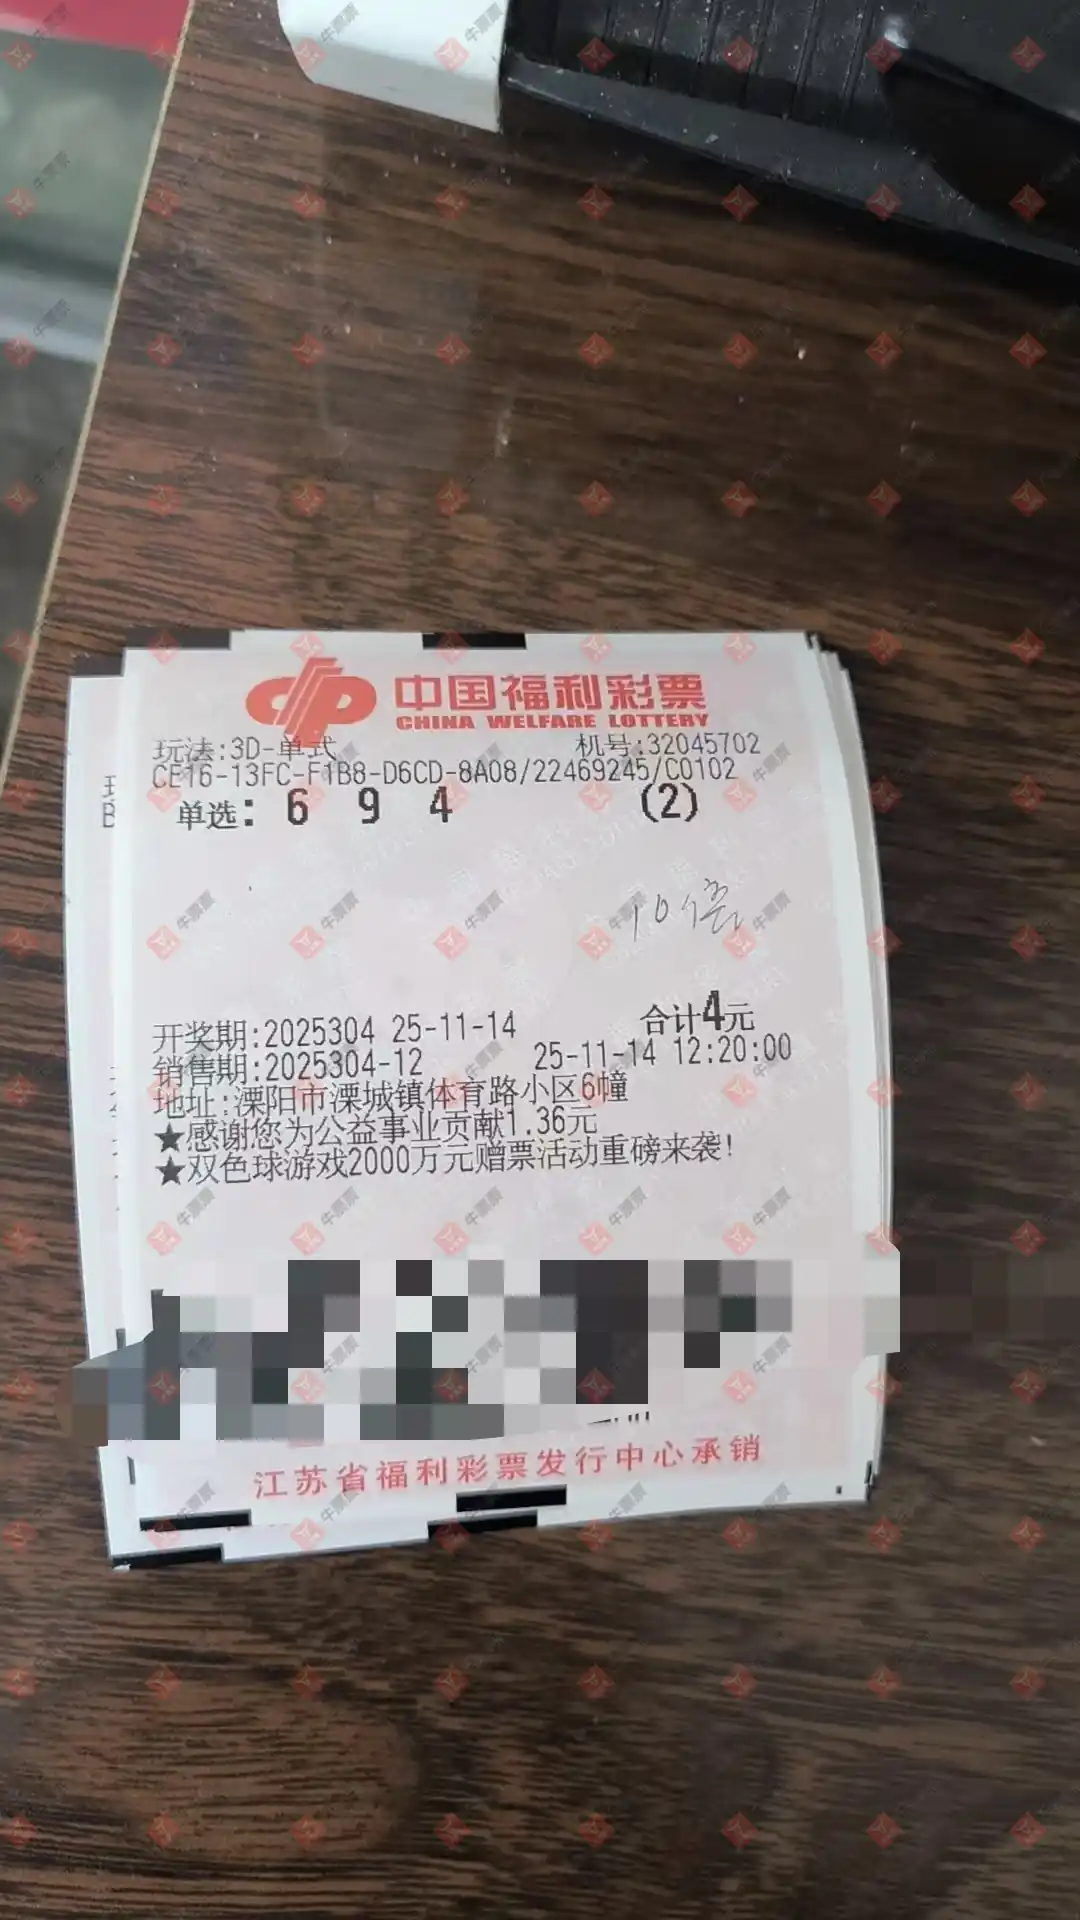 中国福利彩票
CHINA WELFARE LOTTERY
玩法:3D-单式 机号:32045702
CE16-13FC-F1B8-D6CD-8A08/22469245/C0102
单选: 6 9 4 (2)
10倍
合计4元
开奖期:2025304 25-11-14
销售期:2025304-12 25-11-14 12:20:00
地址:溧阳市溧城镇体育路小区6幢
★感谢您为公益事业贡献1.36元
★双色球游戏2000万元赠票活动重磅来袭!
江苏省福利彩票发行中心承销
牛票票